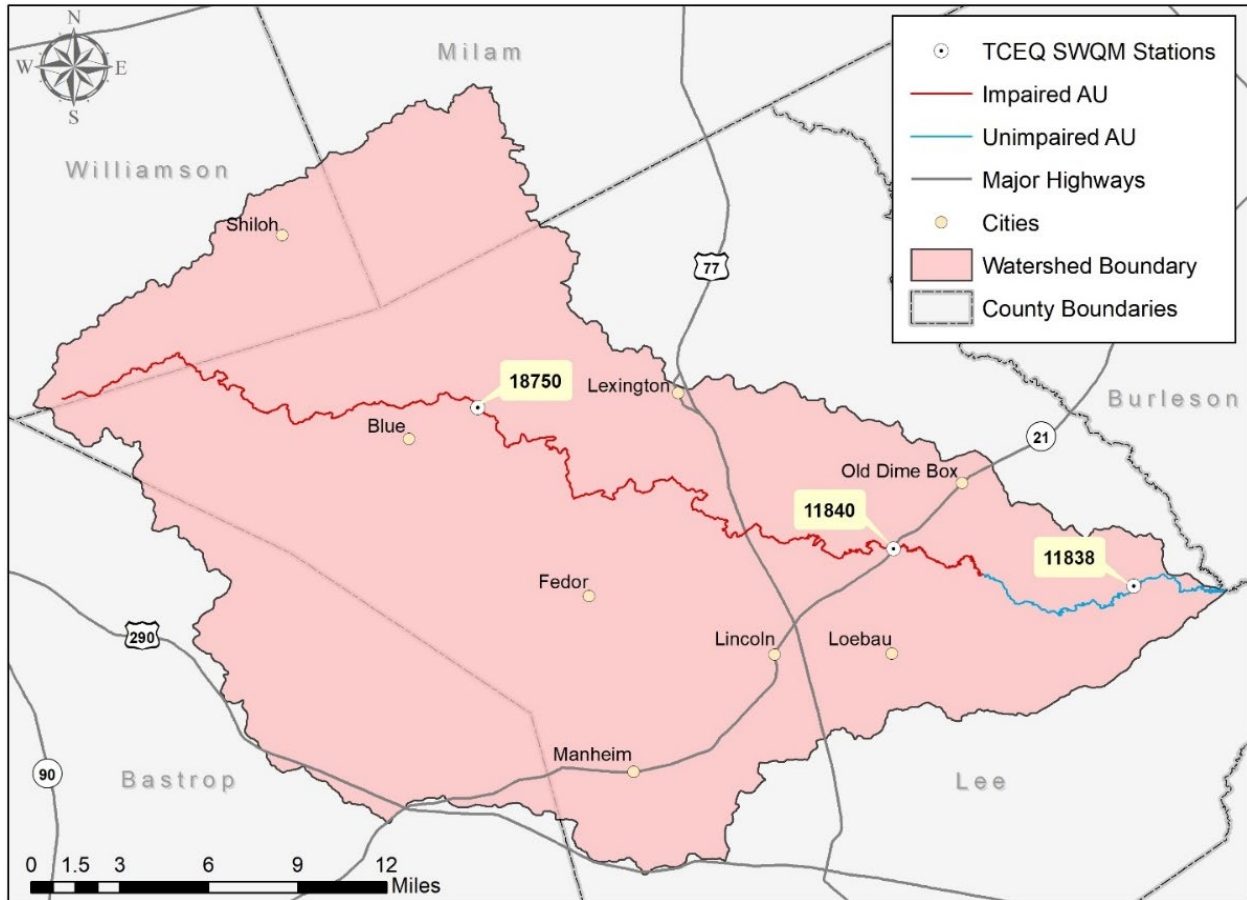 N
W
E
S
Milam
Williamson
Burleson
Bastrop
Lee
TCEQ SWQM Stations
Impaired AU
Unimpaired AU
Major Highways
Cities
Watershed Boundary
County Boundaries
Shiloh
77
18750
Lexington
Blue
21
Old Dime Box
11840
11838
Fedor
290
Lincoln
Loebau
Manheim
90
0 1.5 3 6 9 12
Miles